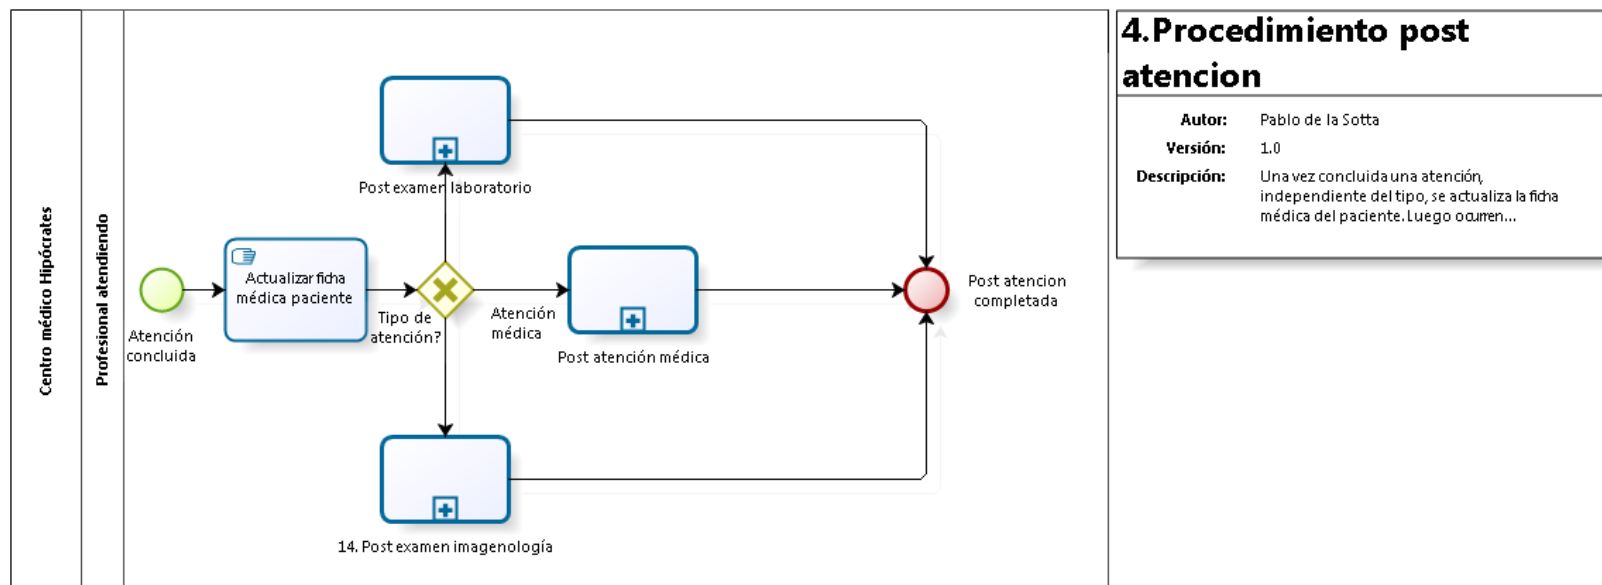 Centro médico Hipócrates
Profesional atendiendo
Atención
concluida
Actualizar ficha
médica paciente
Tipo de
atención?
Post examen laboratorio
Atención
médica
Post atención médica
14. Post examen imagenología
Post atencion
completada
4.Procedimiento post
atencion
Autor: Pablo de la Sotta
Versión: 1.0
Descripción: Una vez concluida una atención,
independiente del tipo, se actualiza la ficha
médica del paciente. Luego ocurren...